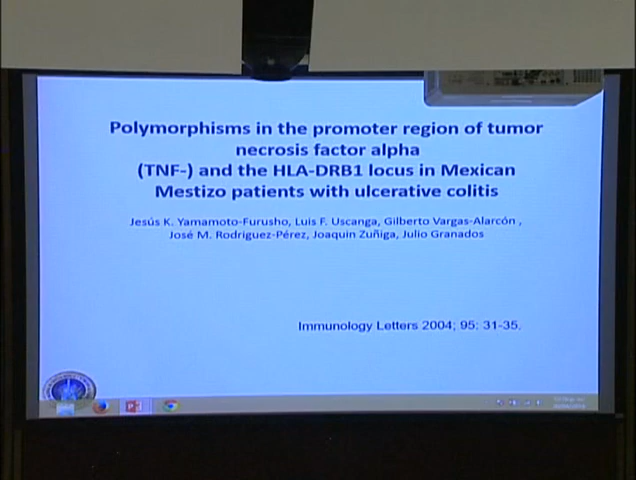 Polymorphisms in the promoter region of tumor
necrosis factor alpha
(TNF-) and the HLA-DRB1 locus in Mexican
Mestizo patients with ulcerative colitis
Jesús K. Yamamoto-Furusho, Luis F. Uscanga, Gilberto Vargas-Alarcón ,
José M. Rodriguez-Pérez, Joaquin Zuñiga, Julio Granados
Immunology Letters 2004; 95: 31-35.